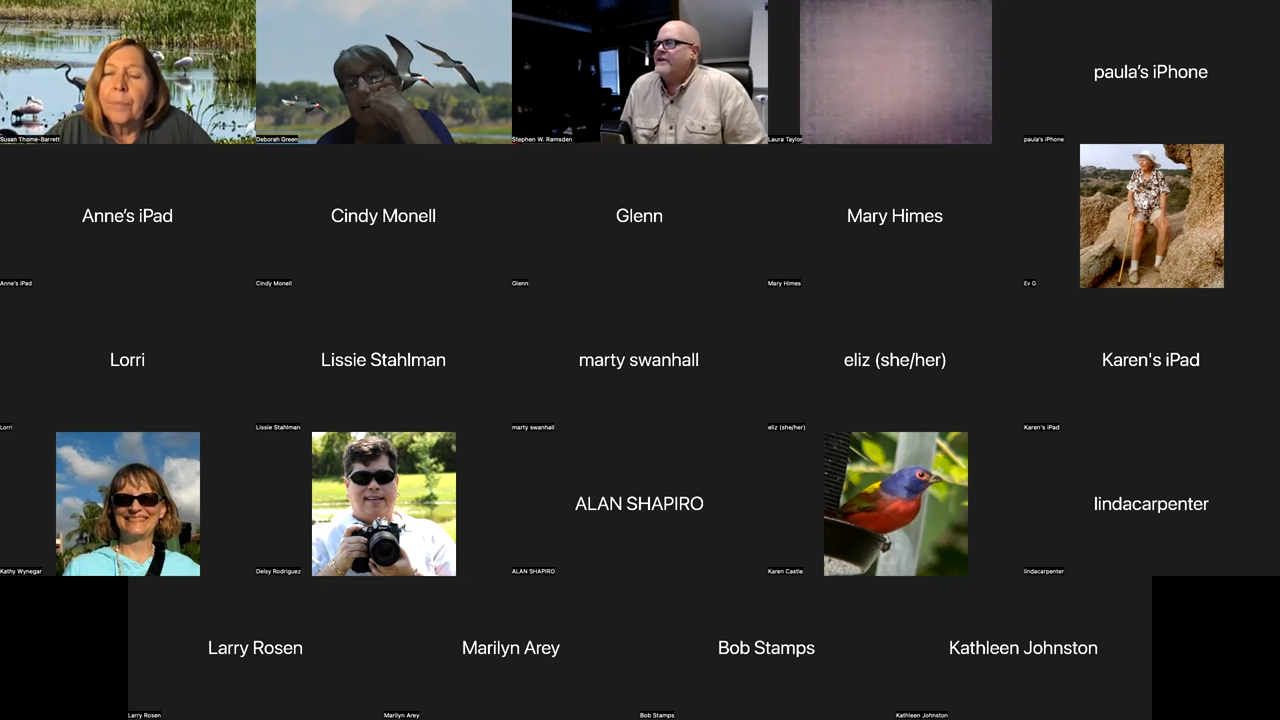 Susan Thome-Barrett
Deborah Green
Stephen W. Ramsden
Laura Taylor
paula's iPhone
paula’s iPhone
Anne’s iPad
Anne's iPad
Cindy Monell
Cindy Monell
Glenn
Glenn
Mary Himes
Mary Himes
Ev G
Lorri
Lorri
Lissie Stahlman
Lissie Stahlman
marty swanhall
marty swanhall
eliz (she/her)
eliz (she/her)
Karen's iPad
Karen's iPad
Kathy Wynegar
Delsy Rodriguez
ALAN SHAPIRO
ALAN SHAPIRO
Karen Castle
lindacarpenter
lindacarpenter
Larry Rosen
Larry Rosen
Marilyn Arey
Marilyn Arey
Bob Stamps
Bob Stamps
Kathleen Johnston
Kathleen Johnston